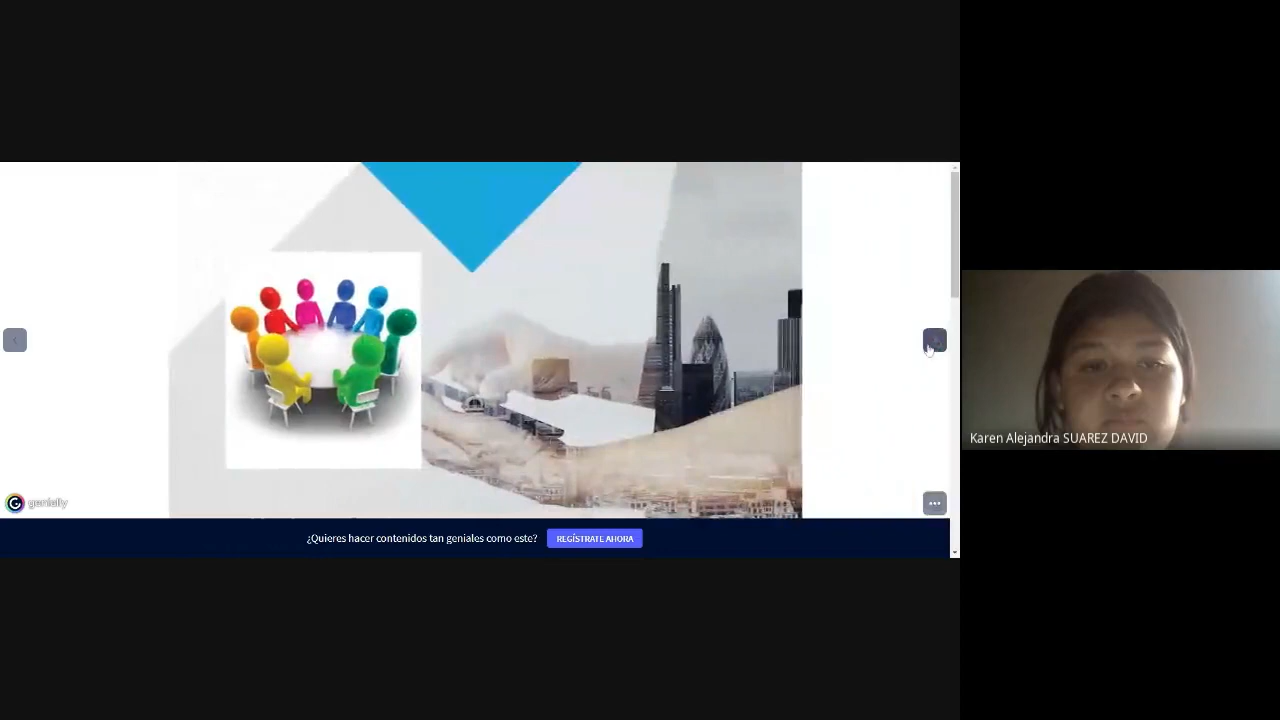 genially
¿Quieres hacer contenidos tan geniales como este?
REGÍSTRATE AHORA
Karen Alejandra SUAREZ DAVID